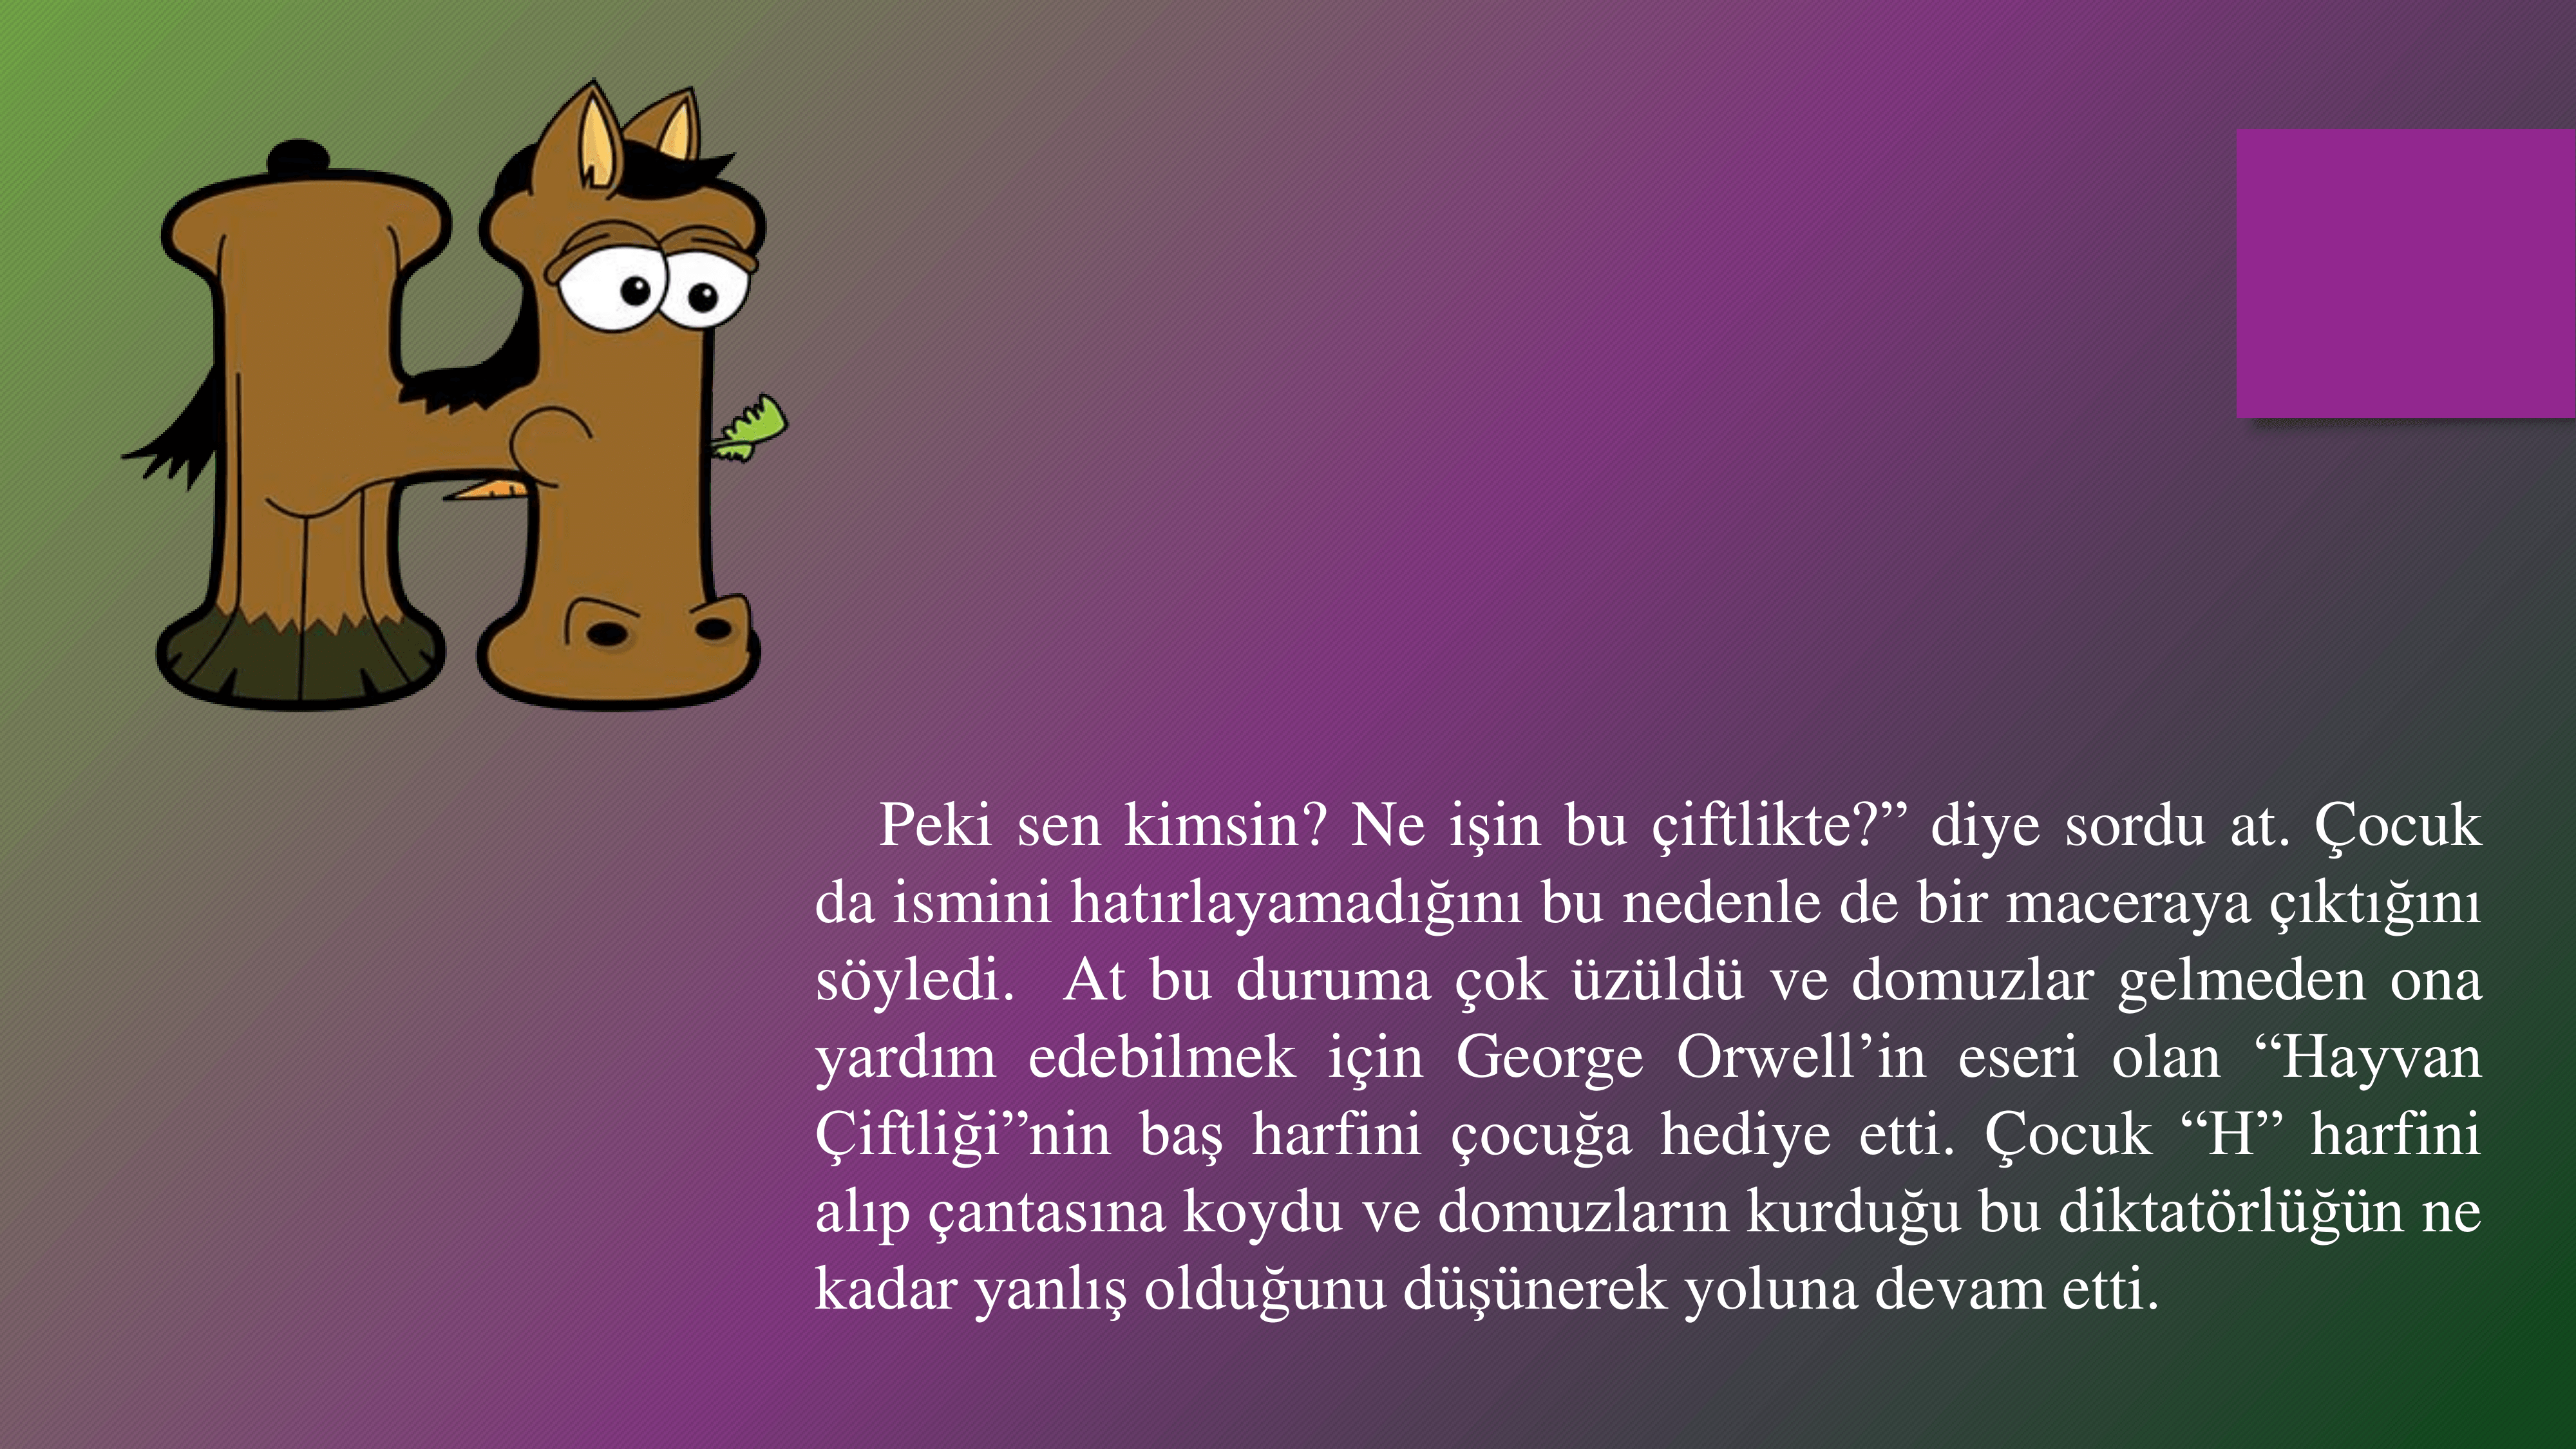 Peki sen kimsin? Ne işin bu çiftlikte?” diye sordu at. Çocuk
da ismini hatırlayamadığını bu nedenle de bir maceraya çıktığını
söyledi.  At bu duruma çok üzüldü ve domuzlar gelmeden ona
yardım edebilmek için George Orwell’in eseri olan “Hayvan
Çiftliği”nin baş harfini çocuğa hediye etti. Çocuk “H” harfini
alıp çantasına koydu ve domuzların kurduğu bu diktatörlüğün ne
kadar yanlış olduğunu düşünerek yoluna devam etti.